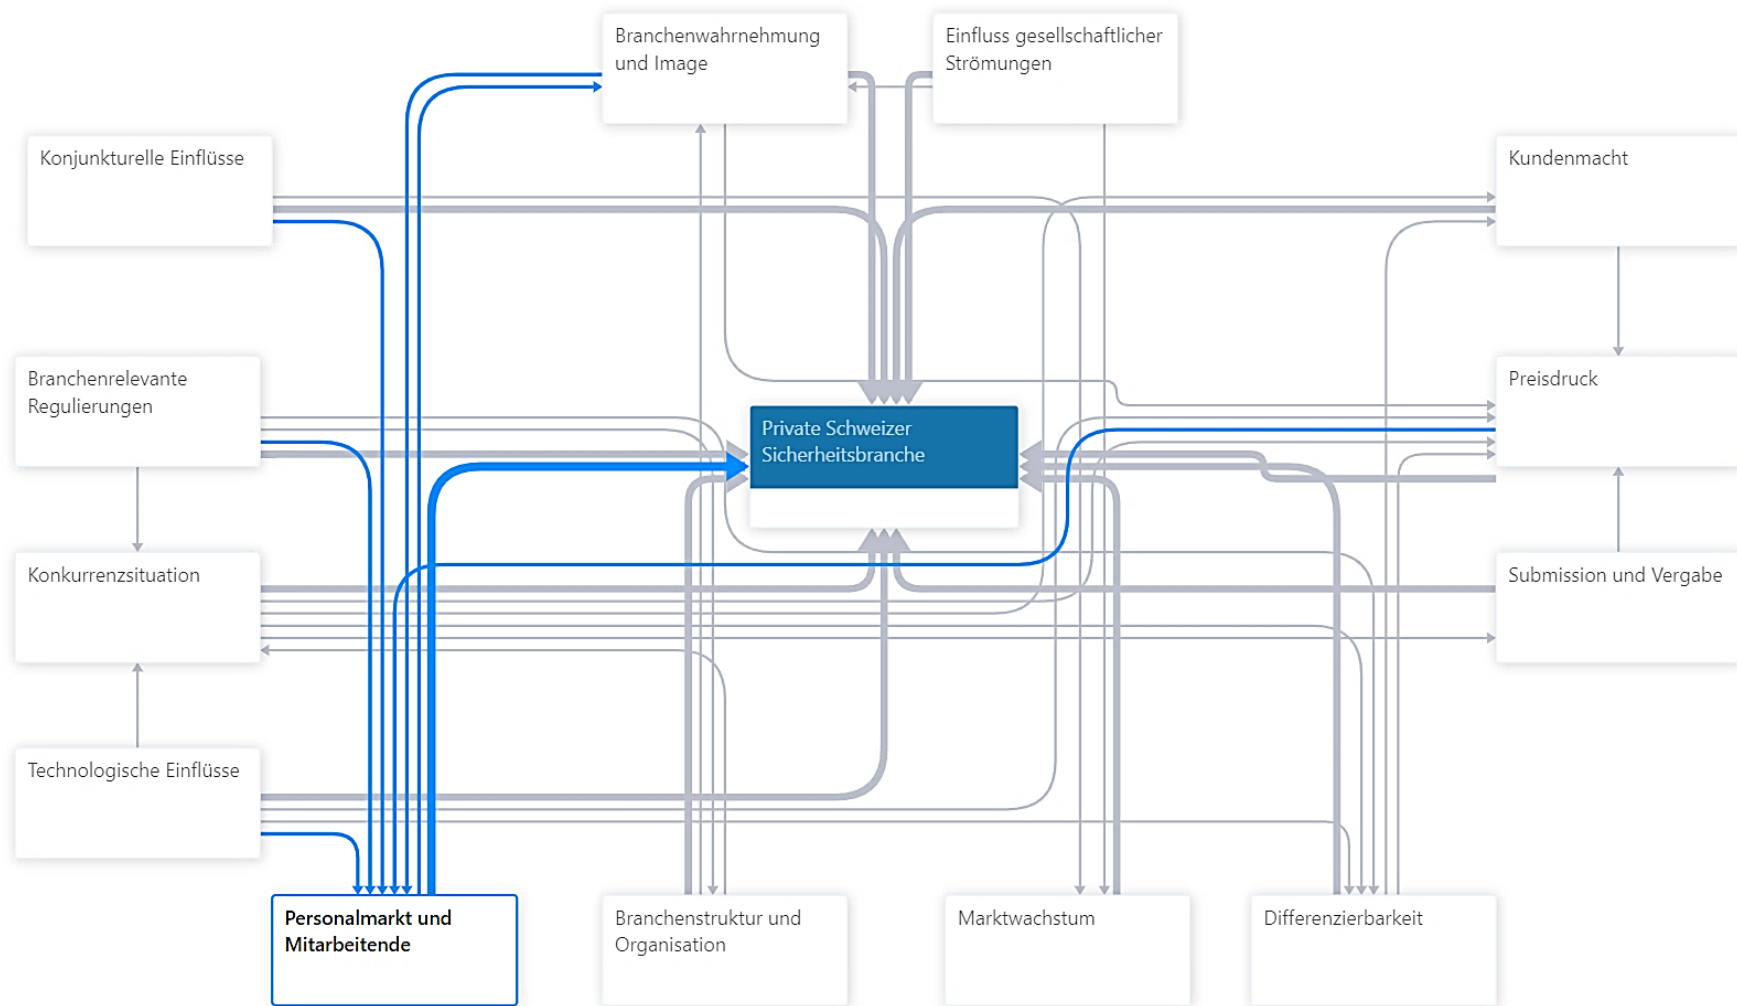 Branchenwahrnehmung
und Image
Einfluss gesellschaftlicher
Strömungen
Konjunkturelle Einflüsse
Kundenmacht
Branchenrelevante
Regulierungen
Preisdruck
Private Schweizer
Sicherheitsbranche
Konkurrenzsituation
Submission und Vergabe
Technologische Einflüsse
Personalmarkt und
Mitarbeitende
Branchenstruktur und
Organisation
Marktwachstum
Differenzierbarkeit